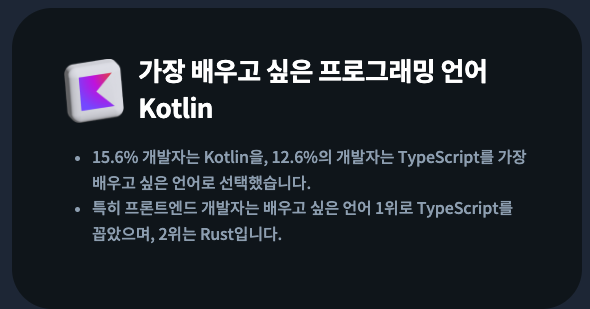 가장 배우고 싶은 프로그래밍 언어
Kotlin
• 15.6% 개발자는 Kotlin을, 12.6%의 개발자는 TypeScript를 가장
배우고 싶은 언어로 선택했습니다.
• 특히 프론트엔드 개발자는 배우고 싶은 언어 1위로 TypeScript를
꼽았으며, 2위는 Rust입니다.